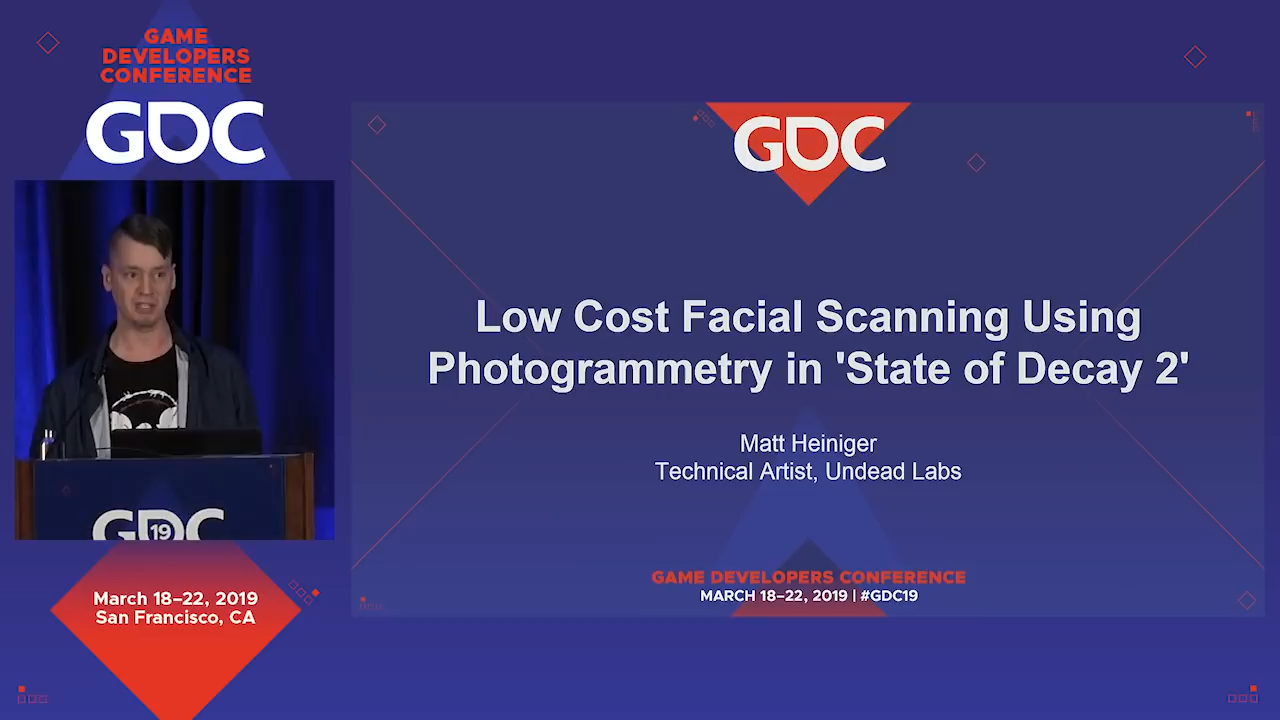 GAME
DEVELOPERS
CONFERENCE
GDC
GDC
19
March 18–22, 2019
San Francisco, CA
GDC
Low Cost Facial Scanning Using
Photogrammetry in 'State of Decay 2'
Matt Heiniger
Technical Artist, Undead Labs
GAME DEVELOPERS CONFERENCE
MARCH 18–22, 2019 | #GDC19